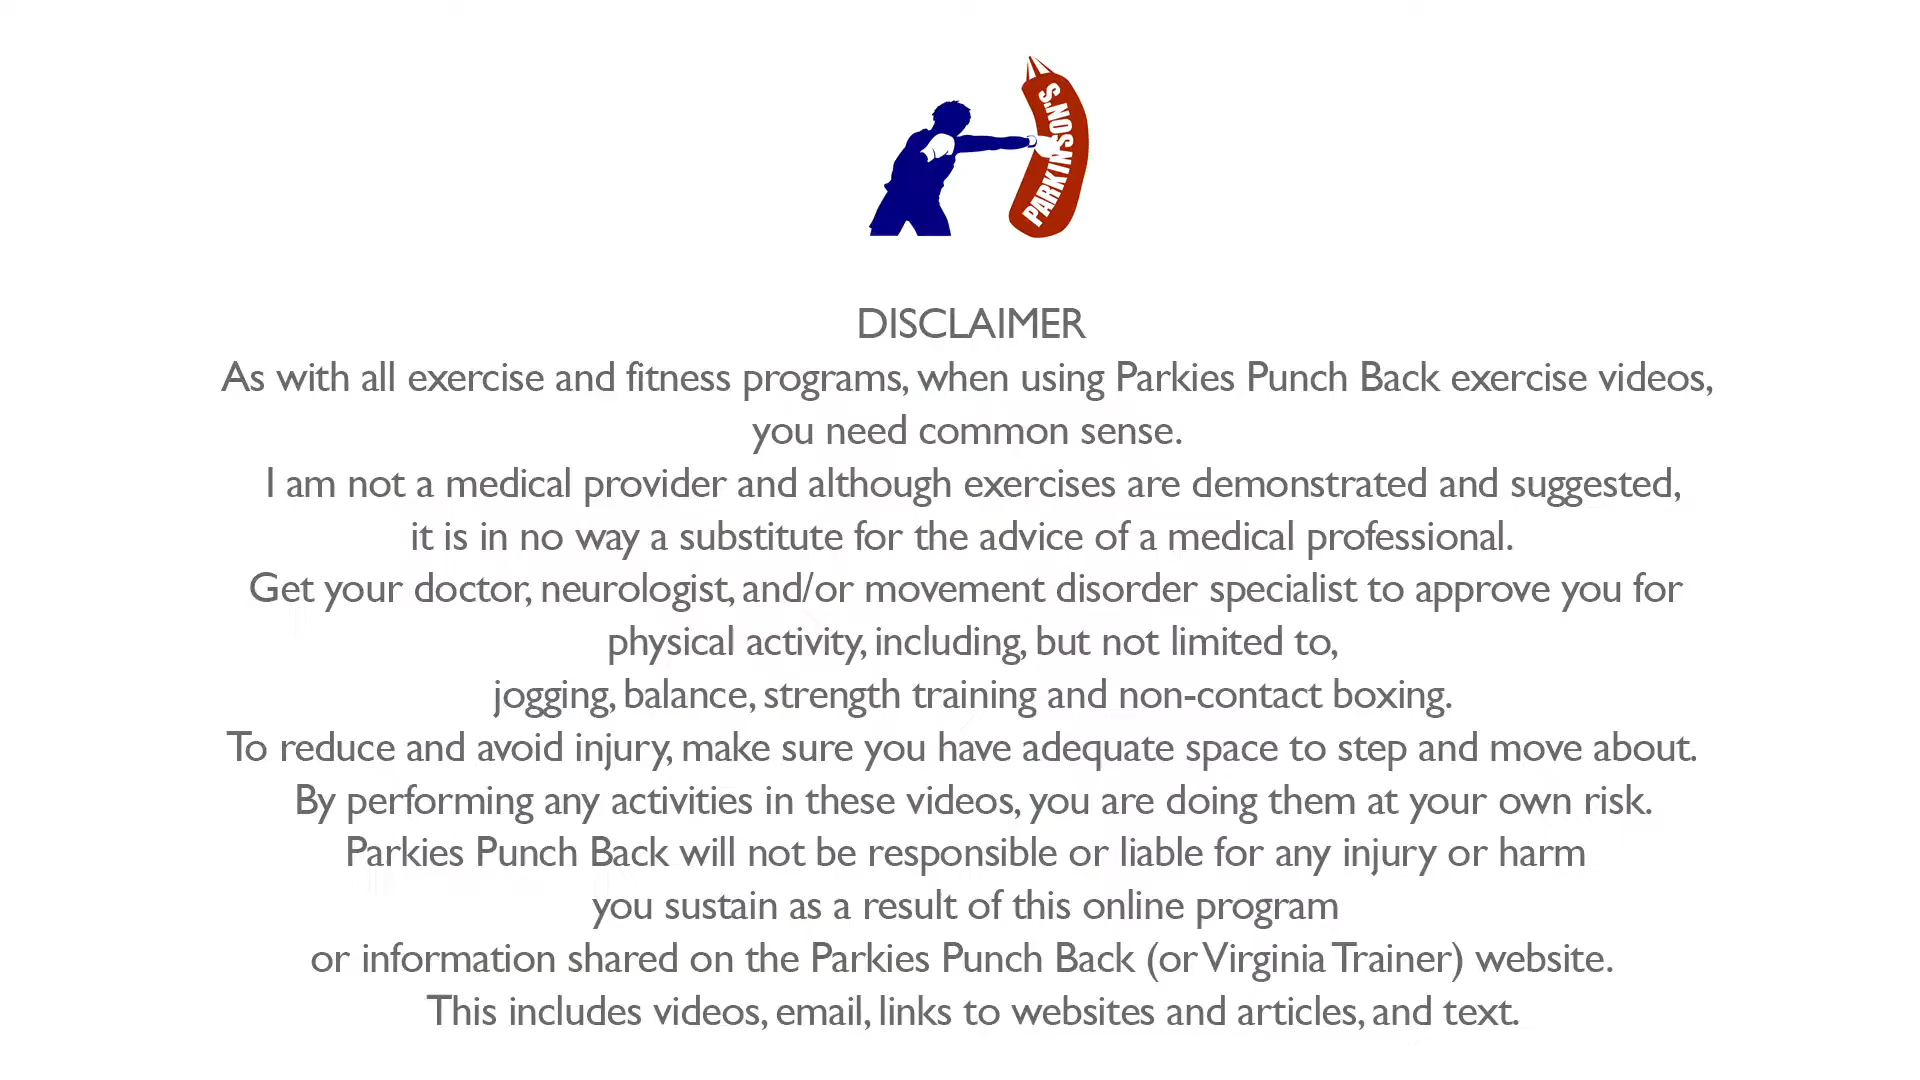 PARKINSON'S
DISCLAIMER
As with all exercise and fitness programs, when using Parkies Punch Back exercise videos,
you need common sense.
I am not a medical provider and although exercises are demonstrated and suggested,
it is in no way a substitute for the advice of a medical professional.
Get your doctor, neurologist, and/or movement disorder specialist to approve you for
physical activity, including, but not limited to,
jogging, balance, strength training and non-contact boxing.
To reduce and avoid injury, make sure you have adequate space to step and move about.
By performing any activities in these videos, you are doing them at your own risk.
Parkies Punch Back will not be responsible or liable for any injury or harm
you sustain as a result of this online program
or information shared on the Parkies Punch Back (or Virginia Trainer) website.
This includes videos, email, links to websites and articles, and text.